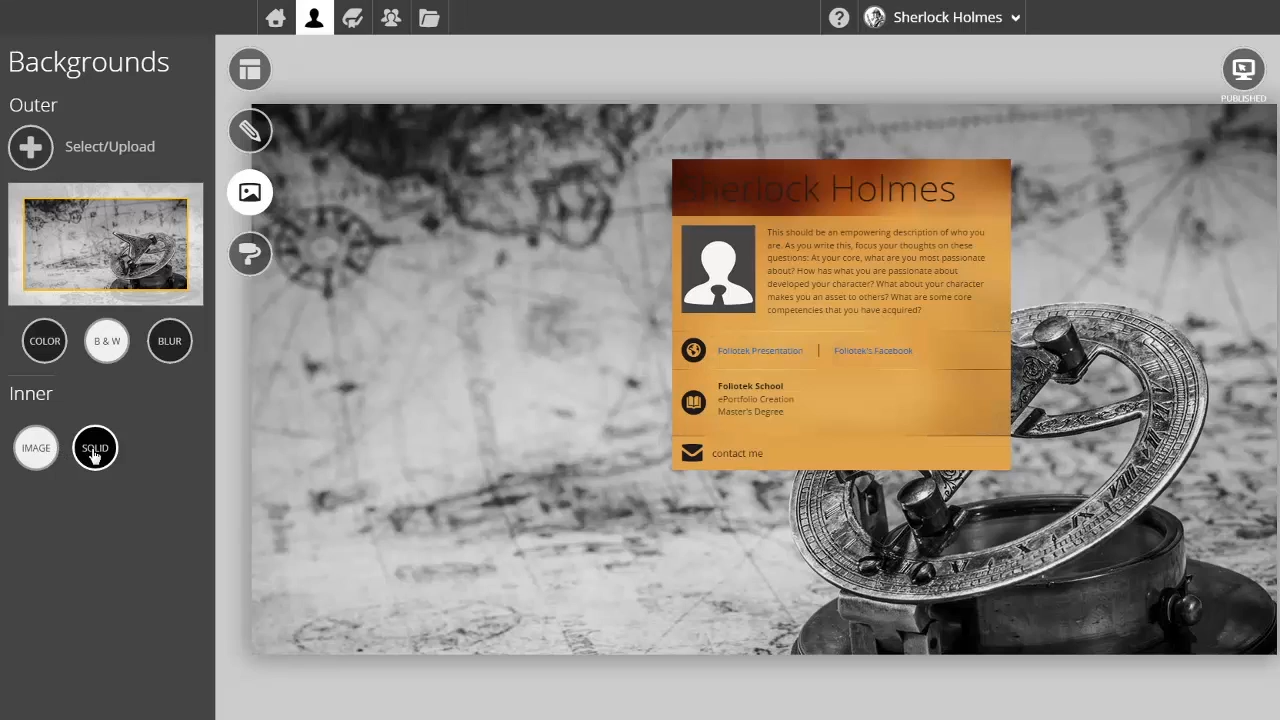 Sherlock Holmes
Backgrounds
Outer
Select/Upload
PUBLISHED
COLOR
B & W
BLUR
Inner
IMAGE
SOLID
Sherlock Holmes
This should be an empowering description of who you
are. As you write this, focus your thoughts on these
questions: At your core, what are you most passionate
about? How has what you are passionate about
developed your character? What about your character
makes you an asset to others? What are some core
competencies that you have acquired?
Foliotek Presentation | Foliotek's Facebook
Foliotek School
ePortfolio Creation
Master's Degree
contact me